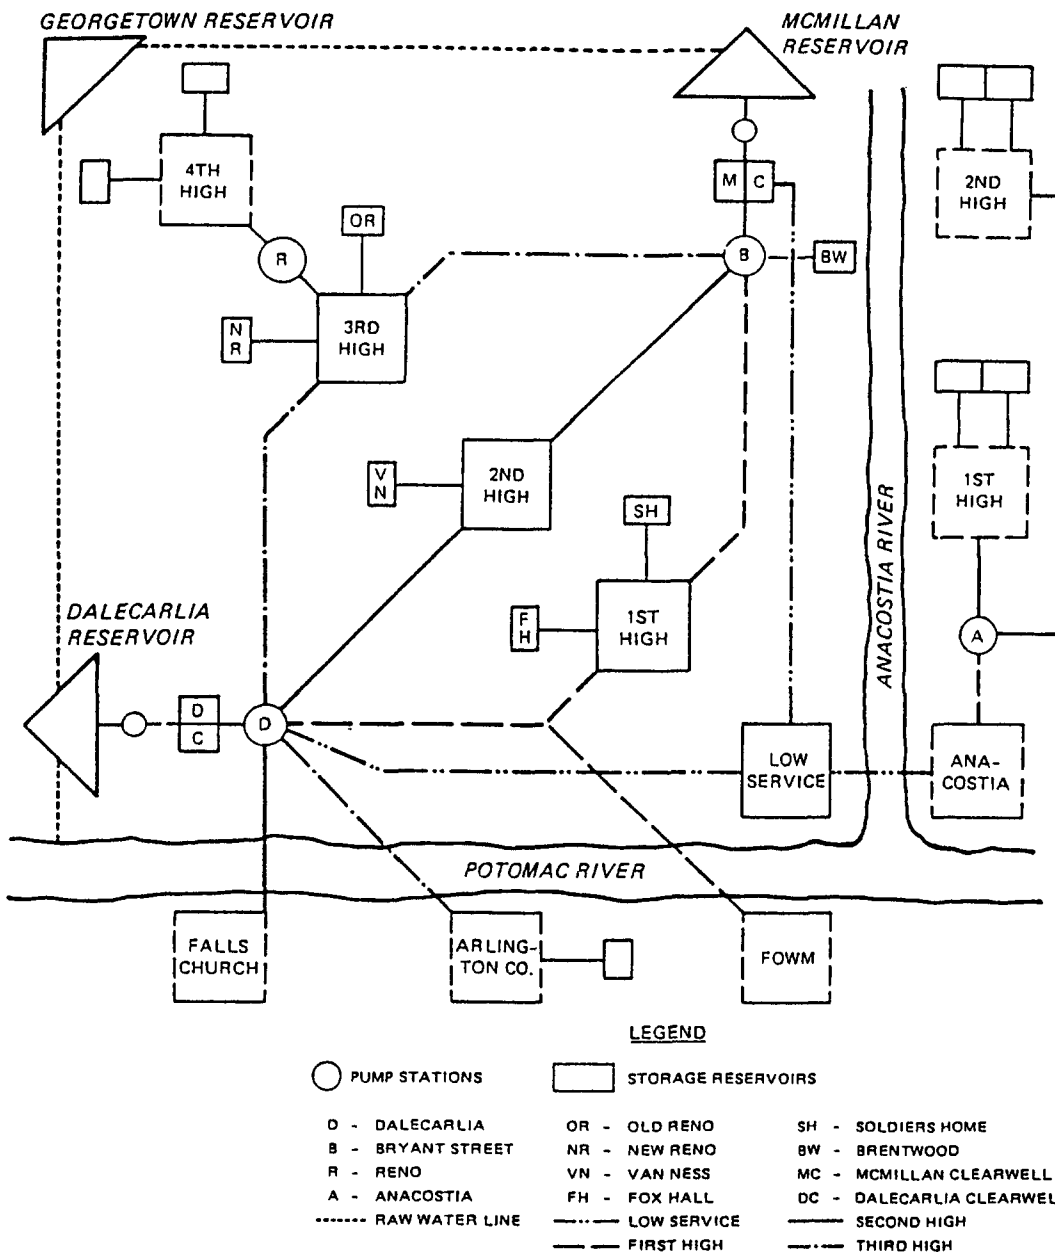 GEORGETOWN RESERVOIR
MCMILLAN
RESERVOIR
4TH
HIGH
OR
R
N
R
3RD
HIGH
M C
B
BW
2ND
HIGH
V
N
2ND
HIGH
SH
F
H
1ST
HIGH
1ST
HIGH
ANACOSTIA RIVER
A
DALECARLIA
RESERVOIR
D
C
D
LOW
SERVICE
ANA-
COSTIA
POTOMAC RIVER
FALLS
CHURCH
ARLING-
TON CO.
FOWM
LEGEND
PUMP STATIONS
STORAGE RESERVOIRS
D - DALECARLIA
B - BRYANT STREET
R - RENO
A - ANACOSTIA
RAW WATER LINE
OR - OLD RENO
NR - NEW RENO
VN - VAN NESS
FH - FOX HALL
LOW SERVICE
FIRST HIGH
SH - SOLDIERS HOME
BW - BRENTWOOD
MC - MCMILLAN CLEARWELL
DC - DALECARLIA CLEARWEL
SECOND HIGH
THIRD HIGH